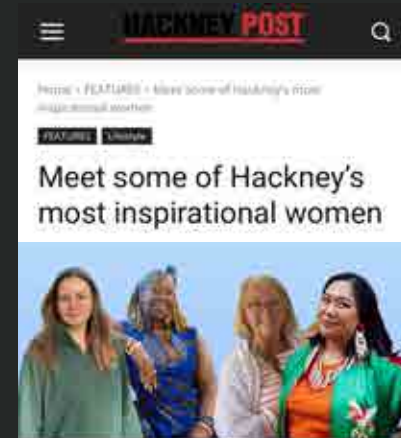 HACKNEY POST
Home › FEATURES › Meet some of Hackney's most
inspirational women
FEATURES Lifestyle
Meet some of Hackney's
most inspirational women